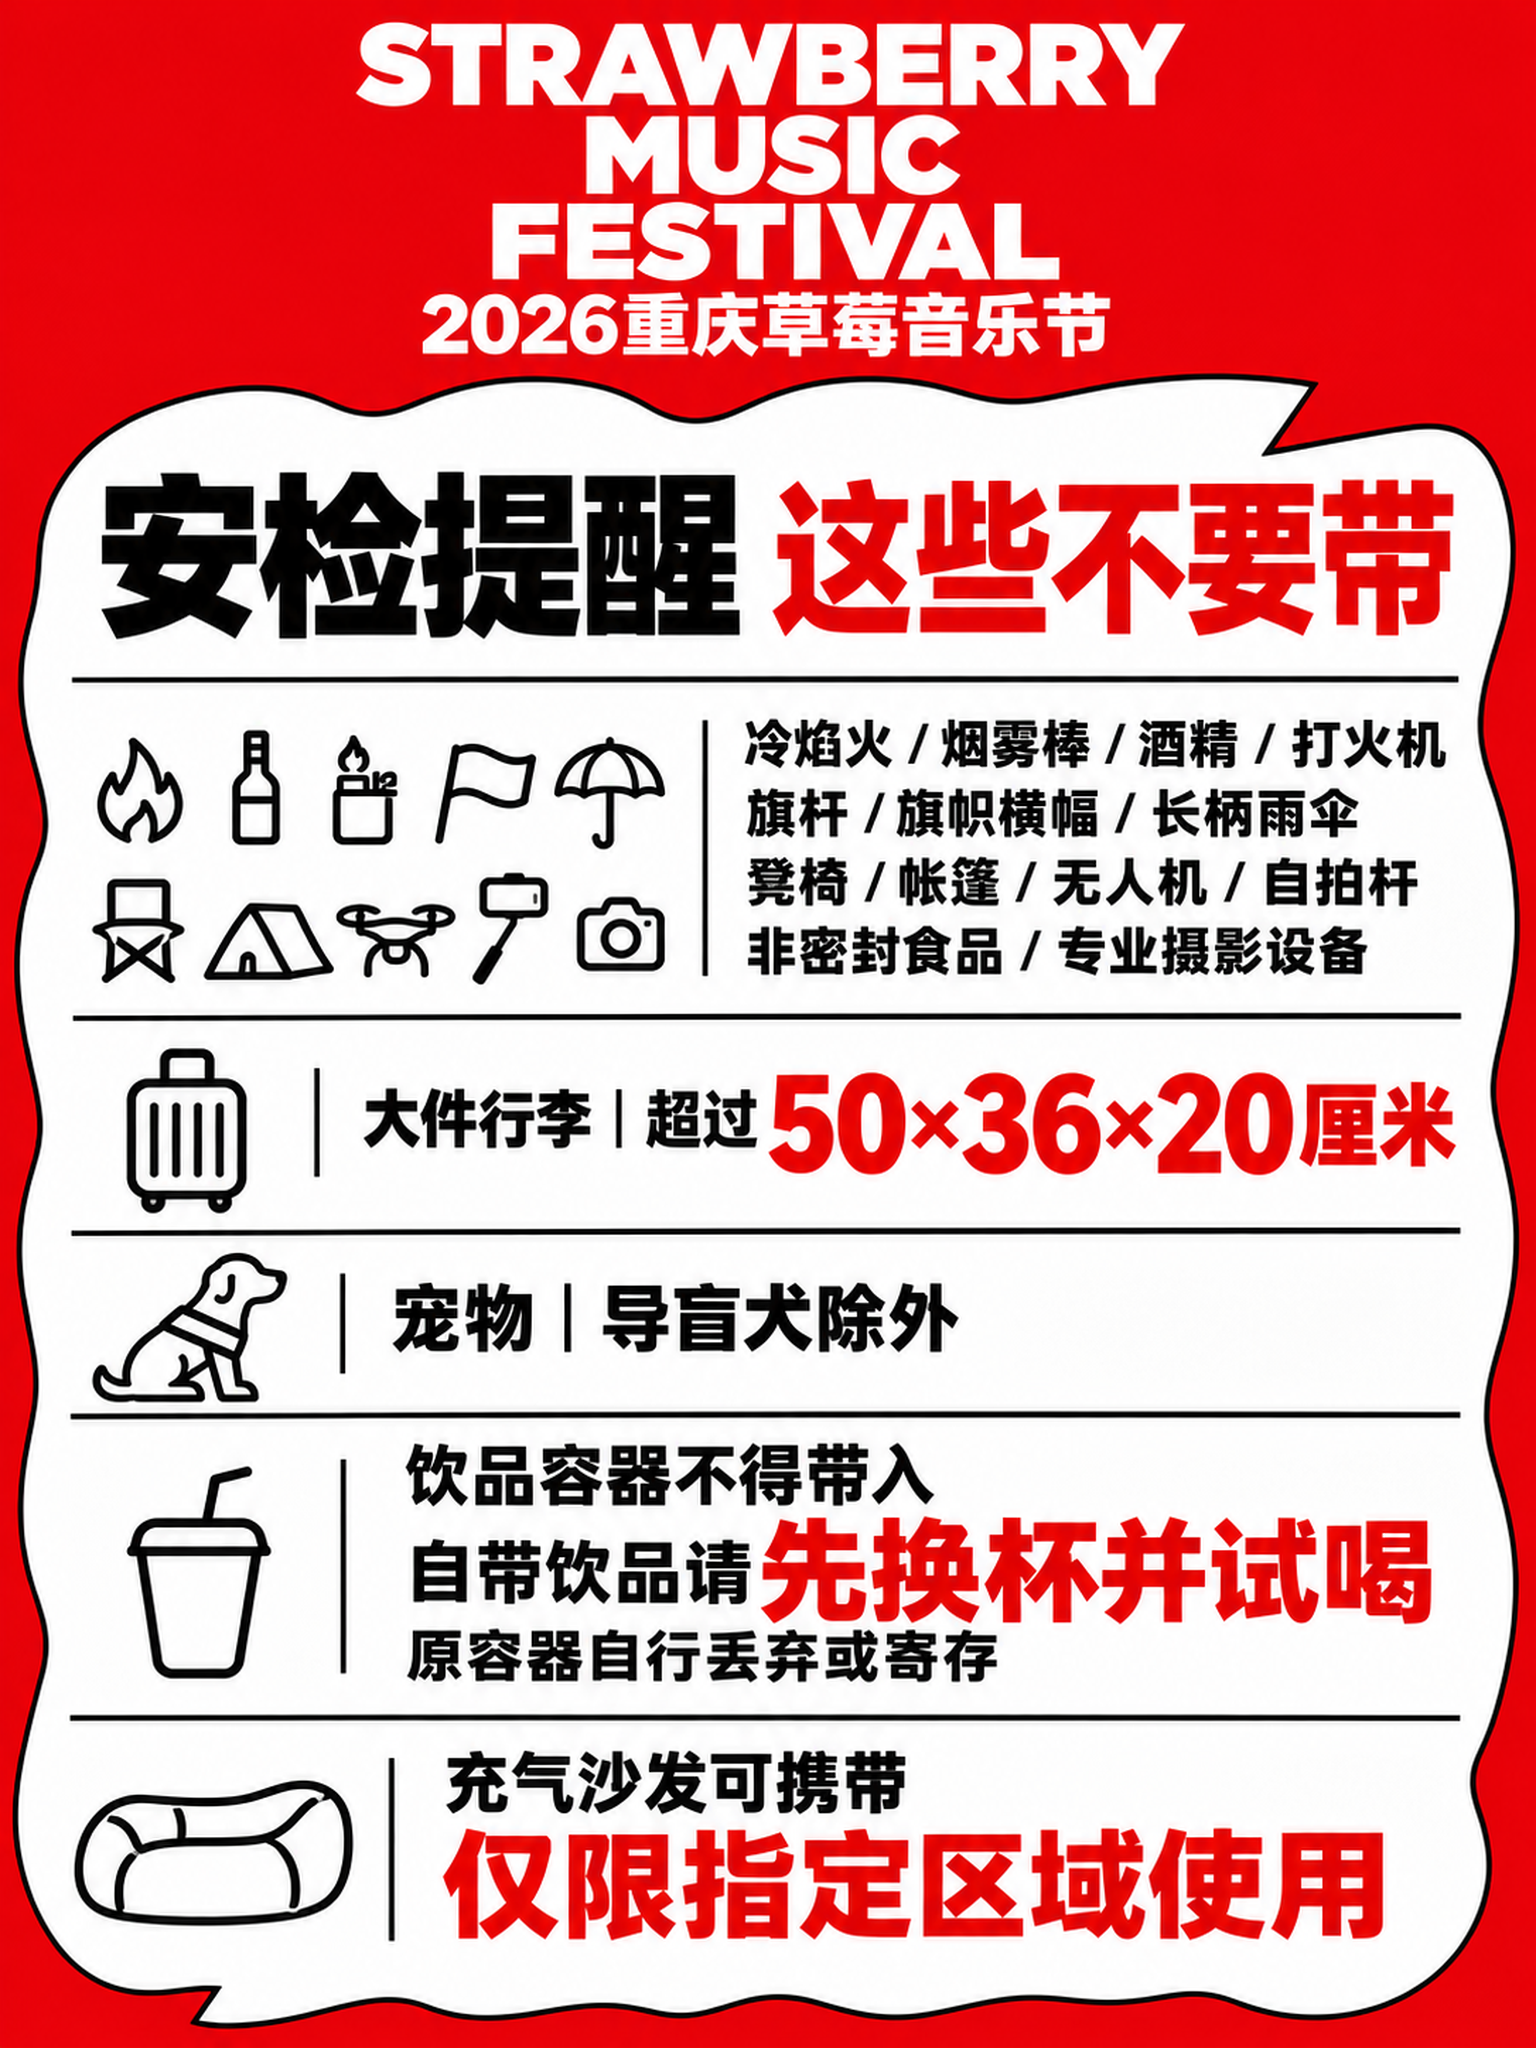 STRAWBERRY
MUSIC
FESTIVAL
2026重庆草莓音乐节
安检提醒 这些不要带
冷焰火 / 烟雾棒 / 酒精 / 打火机
旗杆 / 旗帜横幅 / 长柄雨伞
凳椅 / 帐篷 / 无人机 / 自拍杆
非密封食品 / 专业摄影设备
大件行李 | 超过50×36×20厘米
宠物 | 导盲犬除外
饮品容器不得带入
自带饮品请先换杯并试喝
原容器自行丢弃或寄存
充气沙发可携带
仅限指定区域使用